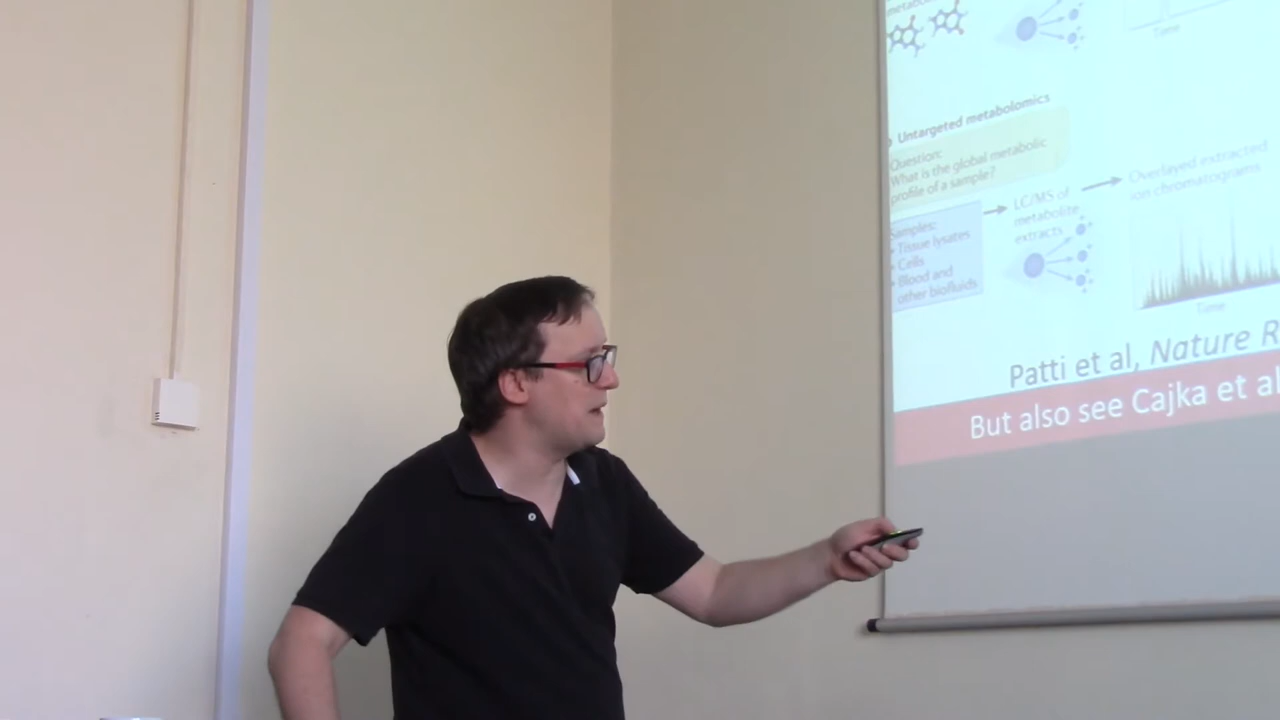 Time
Untargeted metabolomics
Question:
What is the global metabolic
profile of a sample?
Samples:
• Tissue lysates
• Cells
• Blood and
other biofluids
LC/MS of
metabolite
extracts
Overlayed extracted
ion chromatograms
Time
Patti et al, Nature R
But also see Cajka et al